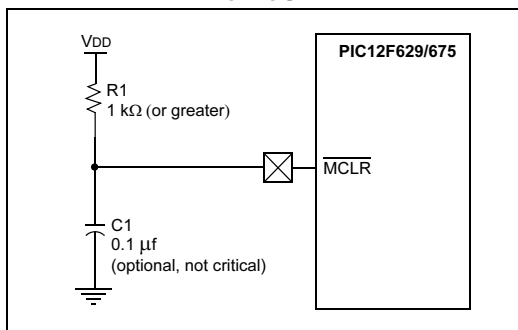 VDD
PIC12F629/675
R1
1 kΩ (or greater)
MCLR
C1
0.1 μf
(optional, not critical)